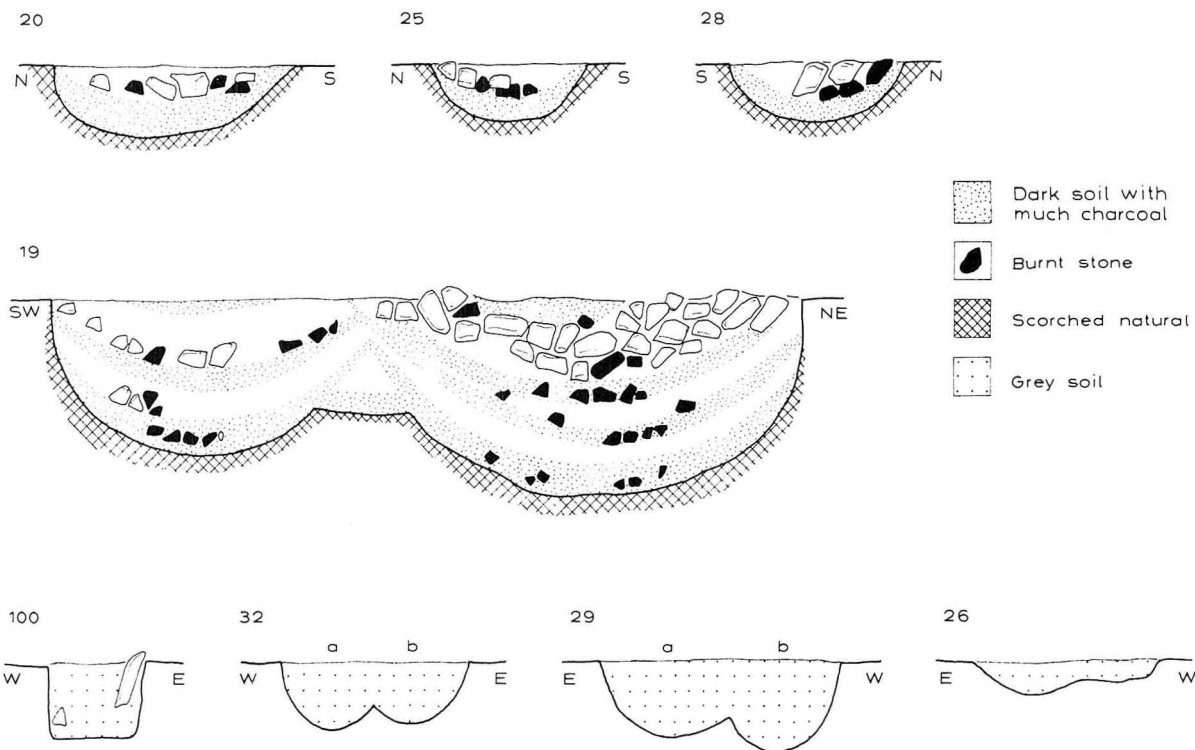 20 25 28
N S N S S N
Dark soil with
much charcoal
Burnt stone
Scorched natural
Grey soil
19
SW NE
100 32 29 26
a b a b
W E W E E W E W